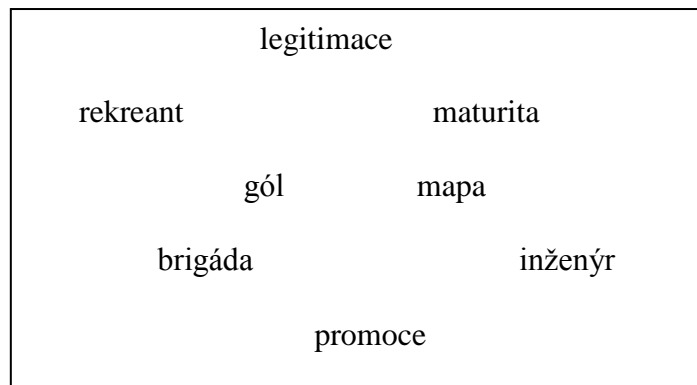 legitimace
rekreant maturita
gól mapa
brigáda inženýr
promoce